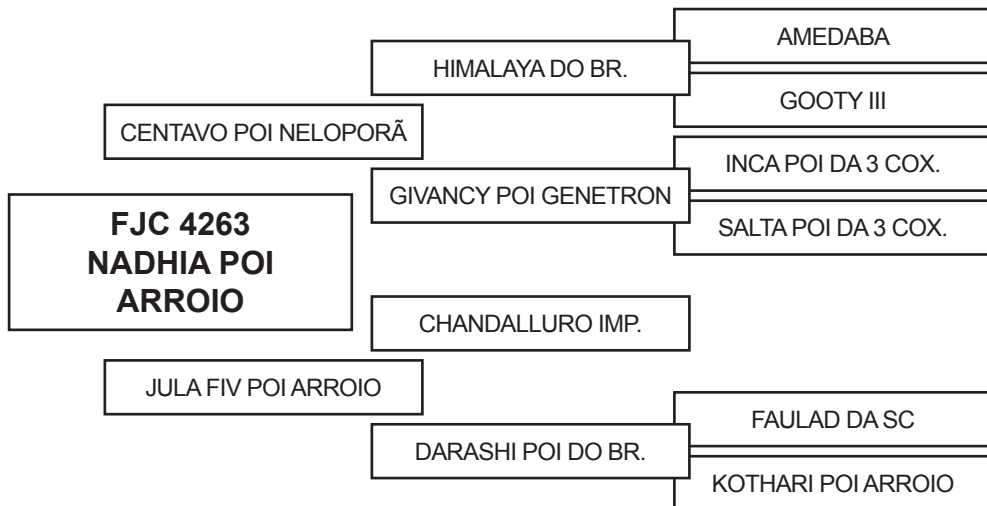 AMEDABA
HIMALAYA DO BR.
GOOTY III
CENTAVO POI NELOPORÃ
INCA POI DA 3 COX.
GIVANCY POI GENETRON
SALTA POI DA 3 COX.
FJC 4263
NADHIA POI
ARROIO
CHANDALLURO IMP.
JULA FIV POI ARROIO
FAULAD DA SC
DARASHI POI DO BR.
KOTHARI POI ARROIO